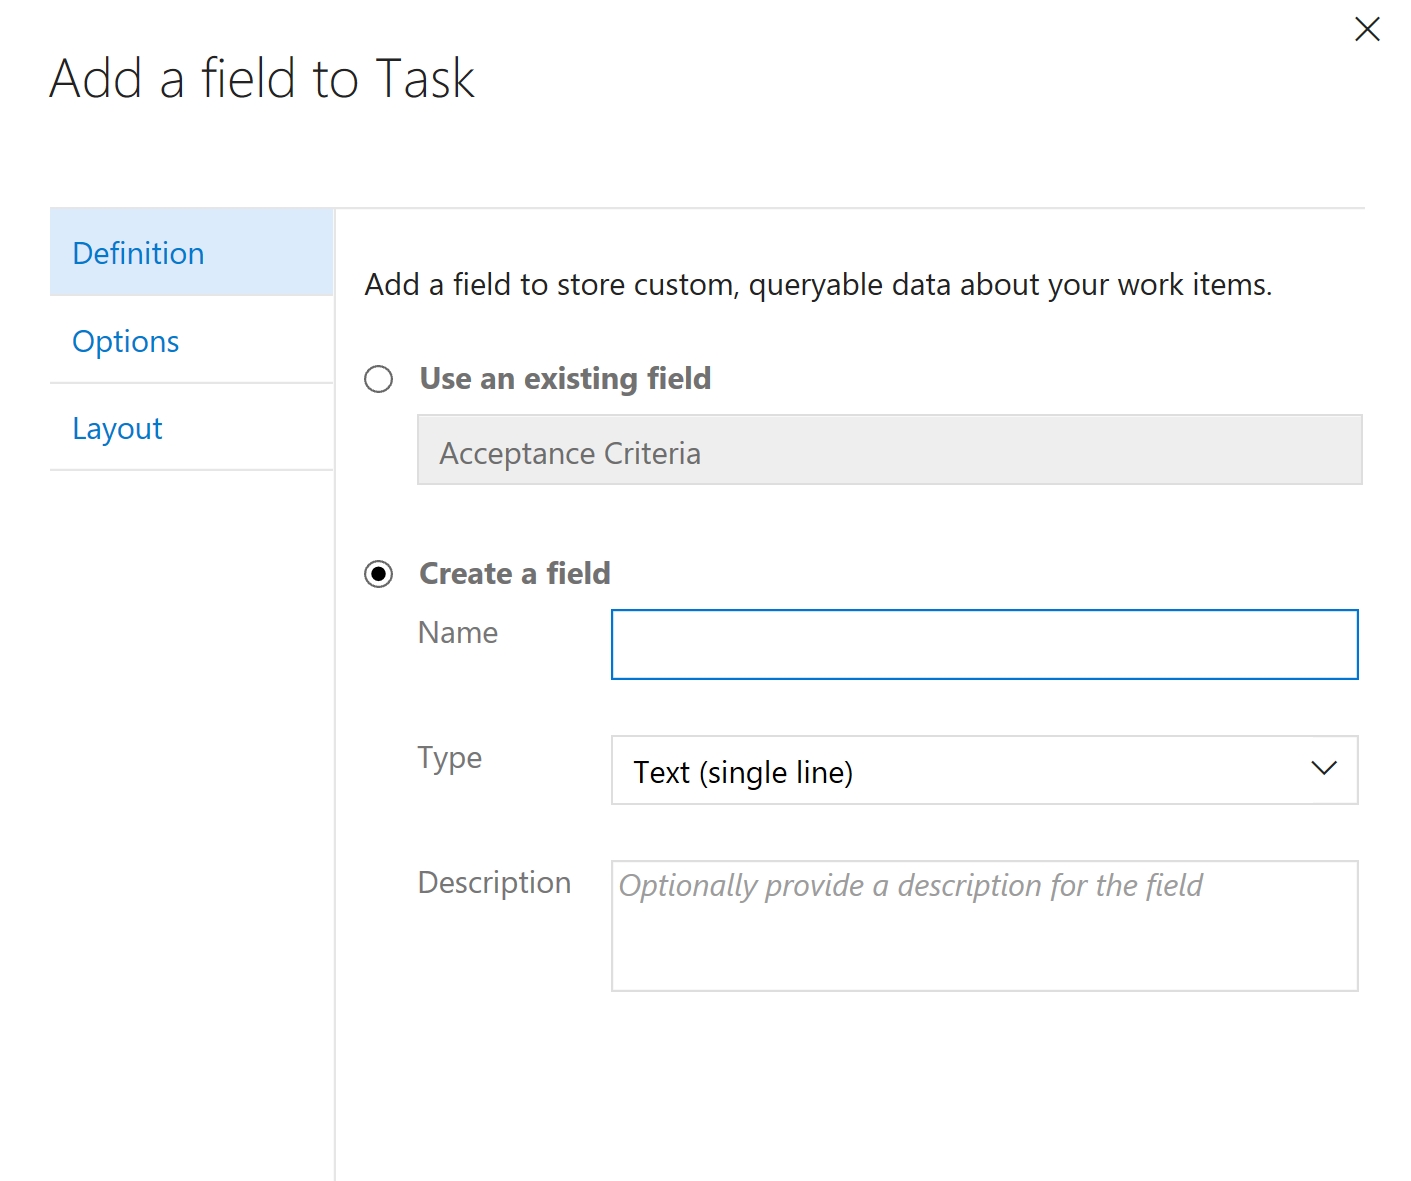 Add a field to Task
Definition
Options
Layout
Add a field to store custom, queryable data about your work items.
Use an existing field
Acceptance Criteria
Create a field
Name
Type
Text (single line)
Description
Optionally provide a description for the field